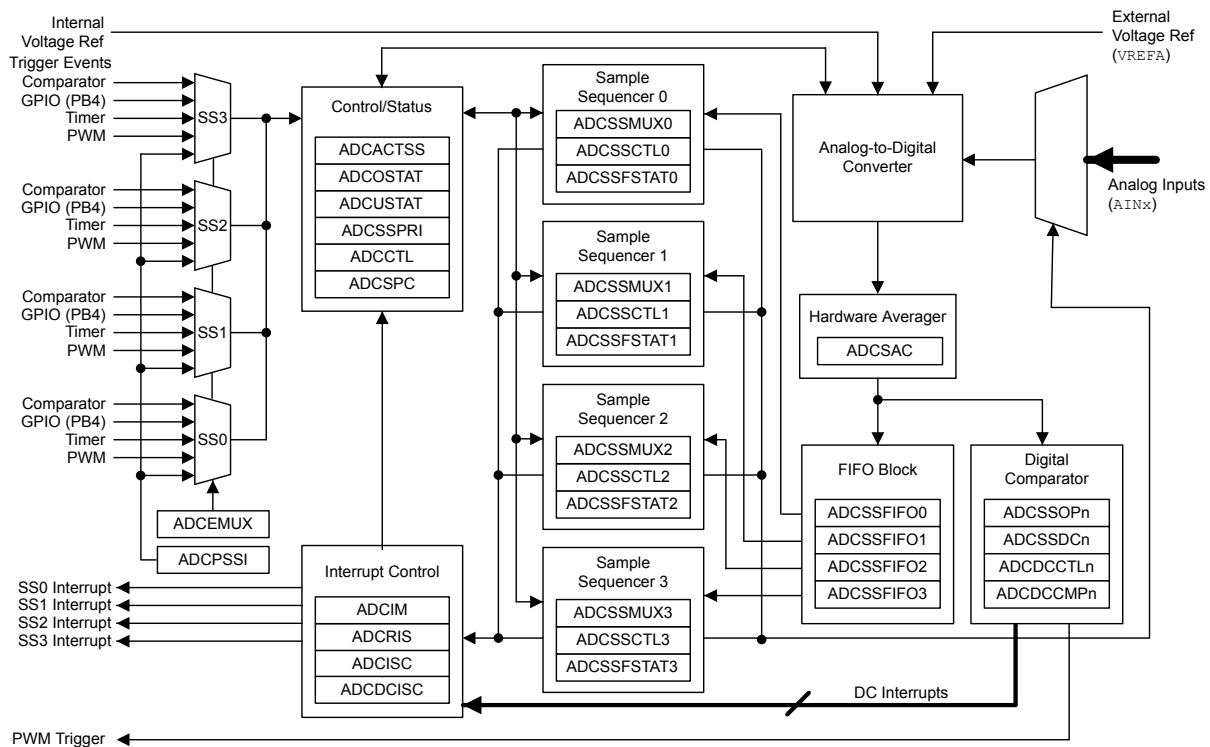 Internal
Voltage Ref
External
Voltage Ref
(VREFA)
Trigger Events
Comparator
GPIO (PB4)
Timer
PWM
SS3
Comparator
GPIO (PB4)
Timer
PWM
SS2
Comparator
GPIO (PB4)
Timer
PWM
SS1
Comparator
GPIO (PB4)
Timer
PWM
SS0
ADCEMUX
ADCPSSI
Control/Status
ADCACTSS
ADCOSTAT
ADCUSTAT
ADCSSPRI
ADCCTL
ADCSPC
Sample
Sequencer 0
ADCSSMUX0
ADCSSCTL0
ADCSSFSTAT0
Sample
Sequencer 1
ADCSSMUX1
ADCSSCTL1
ADCSSFSTAT1
Sample
Sequencer 2
ADCSSMUX2
ADCSSCTL2
ADCSSFSTAT2
Sample
Sequencer 3
ADCSSMUX3
ADCSSCTL3
ADCSSFSTAT3
Analog-to-Digital
Converter
Analog Inputs
(AINx)
Hardware Averager
ADCSAC
FIFO Block
ADCSSFIFO0
ADCSSFIFO1
ADCSSFIFO2
ADCSSFIFO3
Digital
Comparator
ADCSSOPn
ADCSSDCn
ADCDCCTLn
ADCDCCMPn
Interrupt Control
ADCIM
ADCRIS
ADCISC
ADCDCISC
SS0 Interrupt
SS1 Interrupt
SS2 Interrupt
SS3 Interrupt
DC Interrupts
PWM Trigger